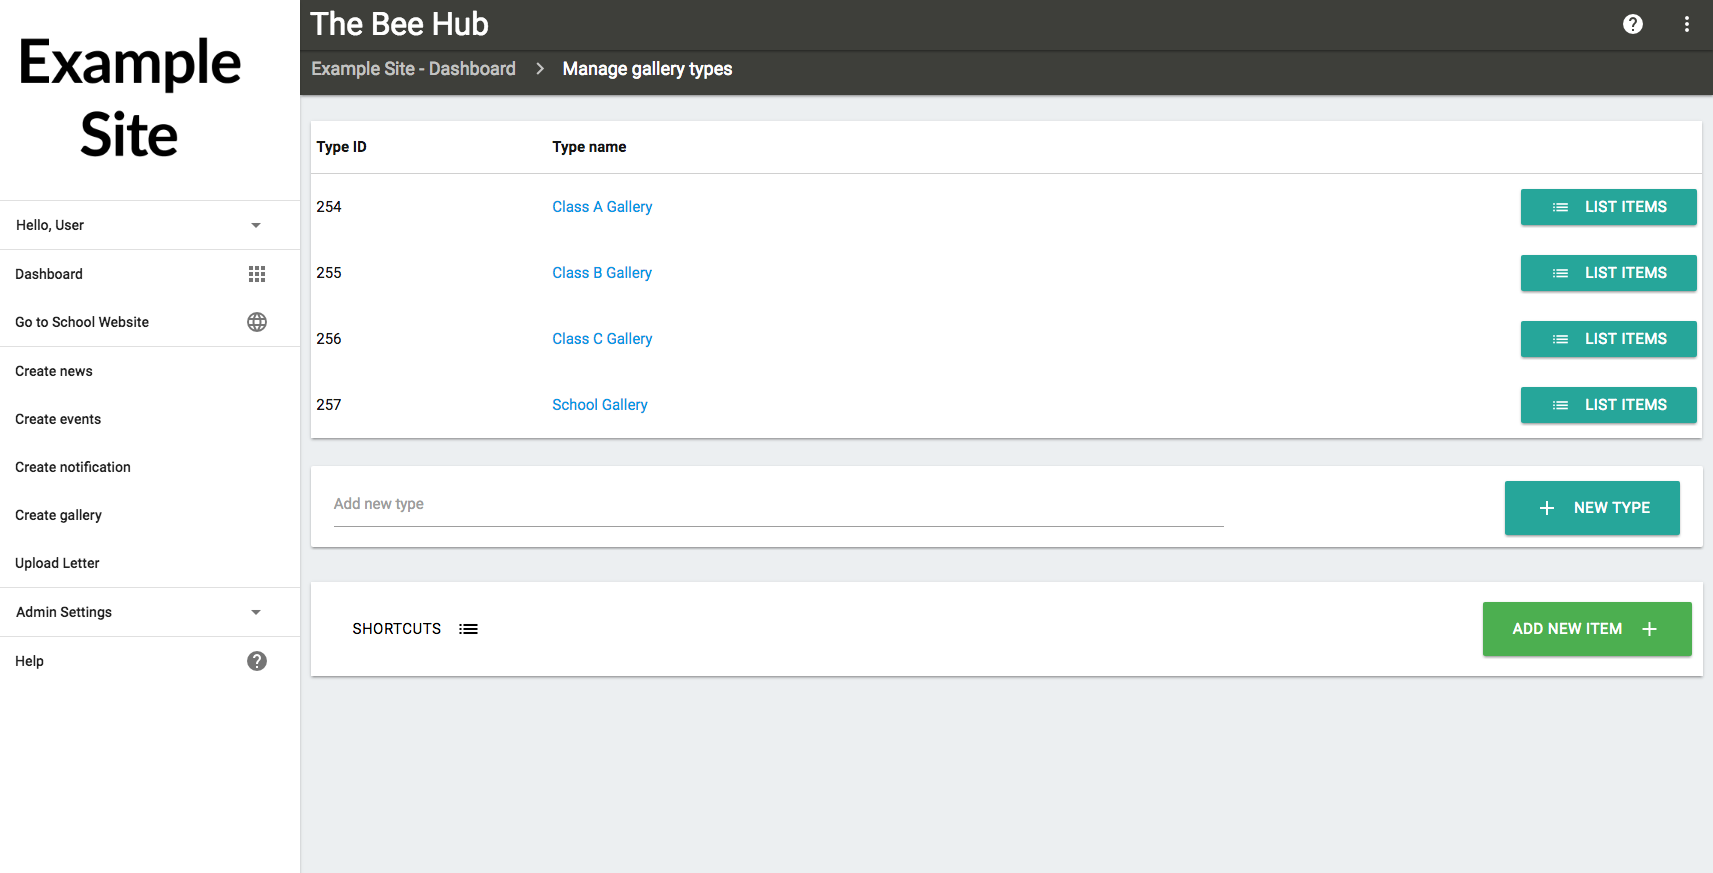 Example
Site
Hello, User
Dashboard
Go to School Website
Create news
Create events
Create notification
Create gallery
Upload Letter
Admin Settings
Help
The Bee Hub
Example Site - Dashboard > Manage gallery types
Type ID Type name
254 Class A Gallery LIST ITEMS
255 Class B Gallery LIST ITEMS
256 Class C Gallery LIST ITEMS
257 School Gallery LIST ITEMS
Add new type + NEW TYPE
SHORTCUTS ADD NEW ITEM +